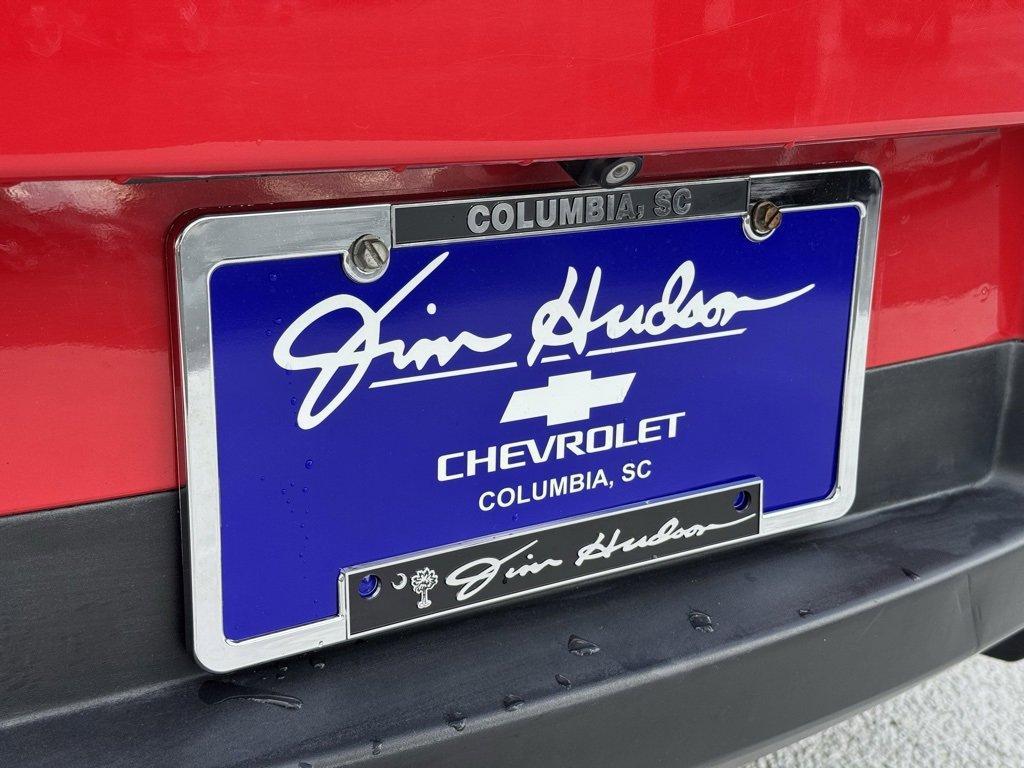 COLUMBIA, SC
Jim Hudson
CHEVROLET
COLUMBIA, SC
Jim Hudson